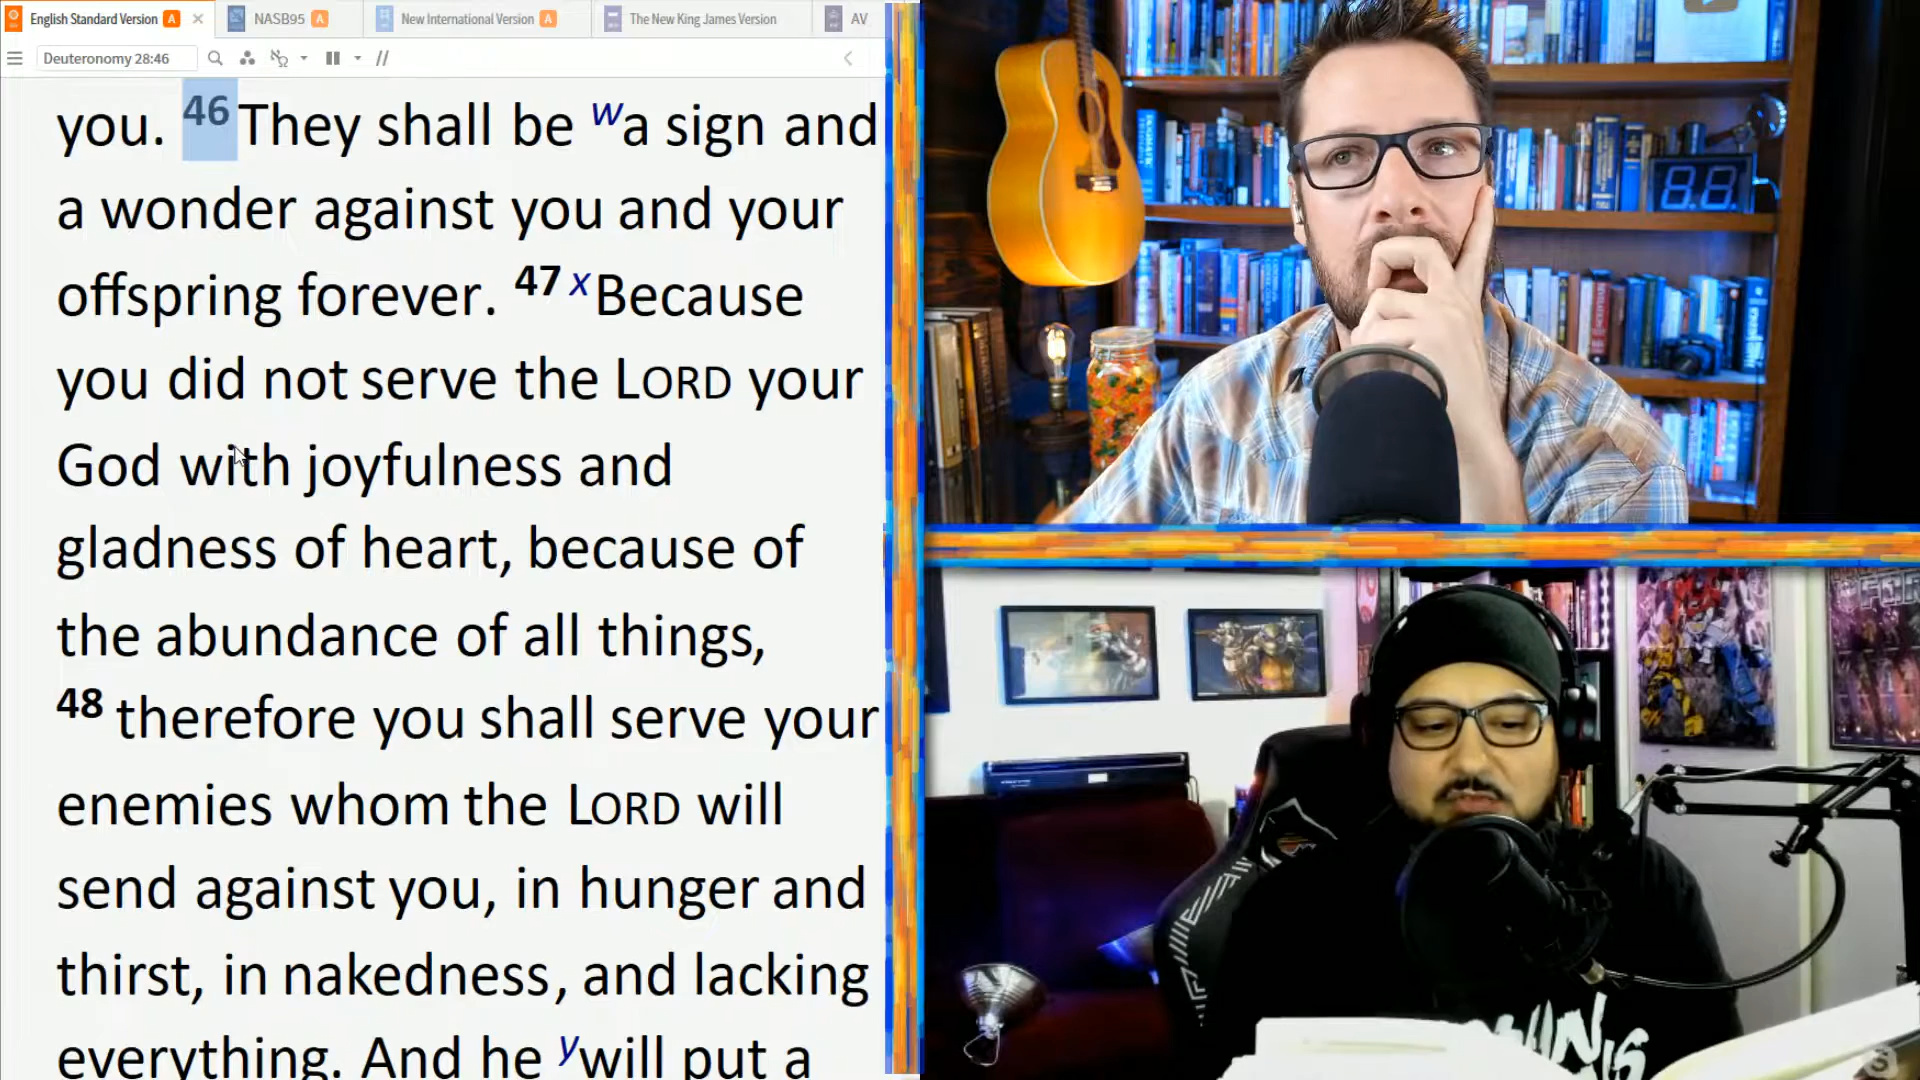 English Standard Version A
NASB95 A
New International Version A
The New King James Version
AV
Deuteronomy 28:46
you. 46 They shall be w a sign and
a wonder against you and your
offspring forever. 47 x Because
you did not serve the LORD your
God with joyfulness and
gladness of heart, because of
the abundance of all things,
48 therefore you shall serve your
enemies whom the LORD will
send against you, in hunger and
thirst, in nakedness, and lacking
everything. And he y will put a
88